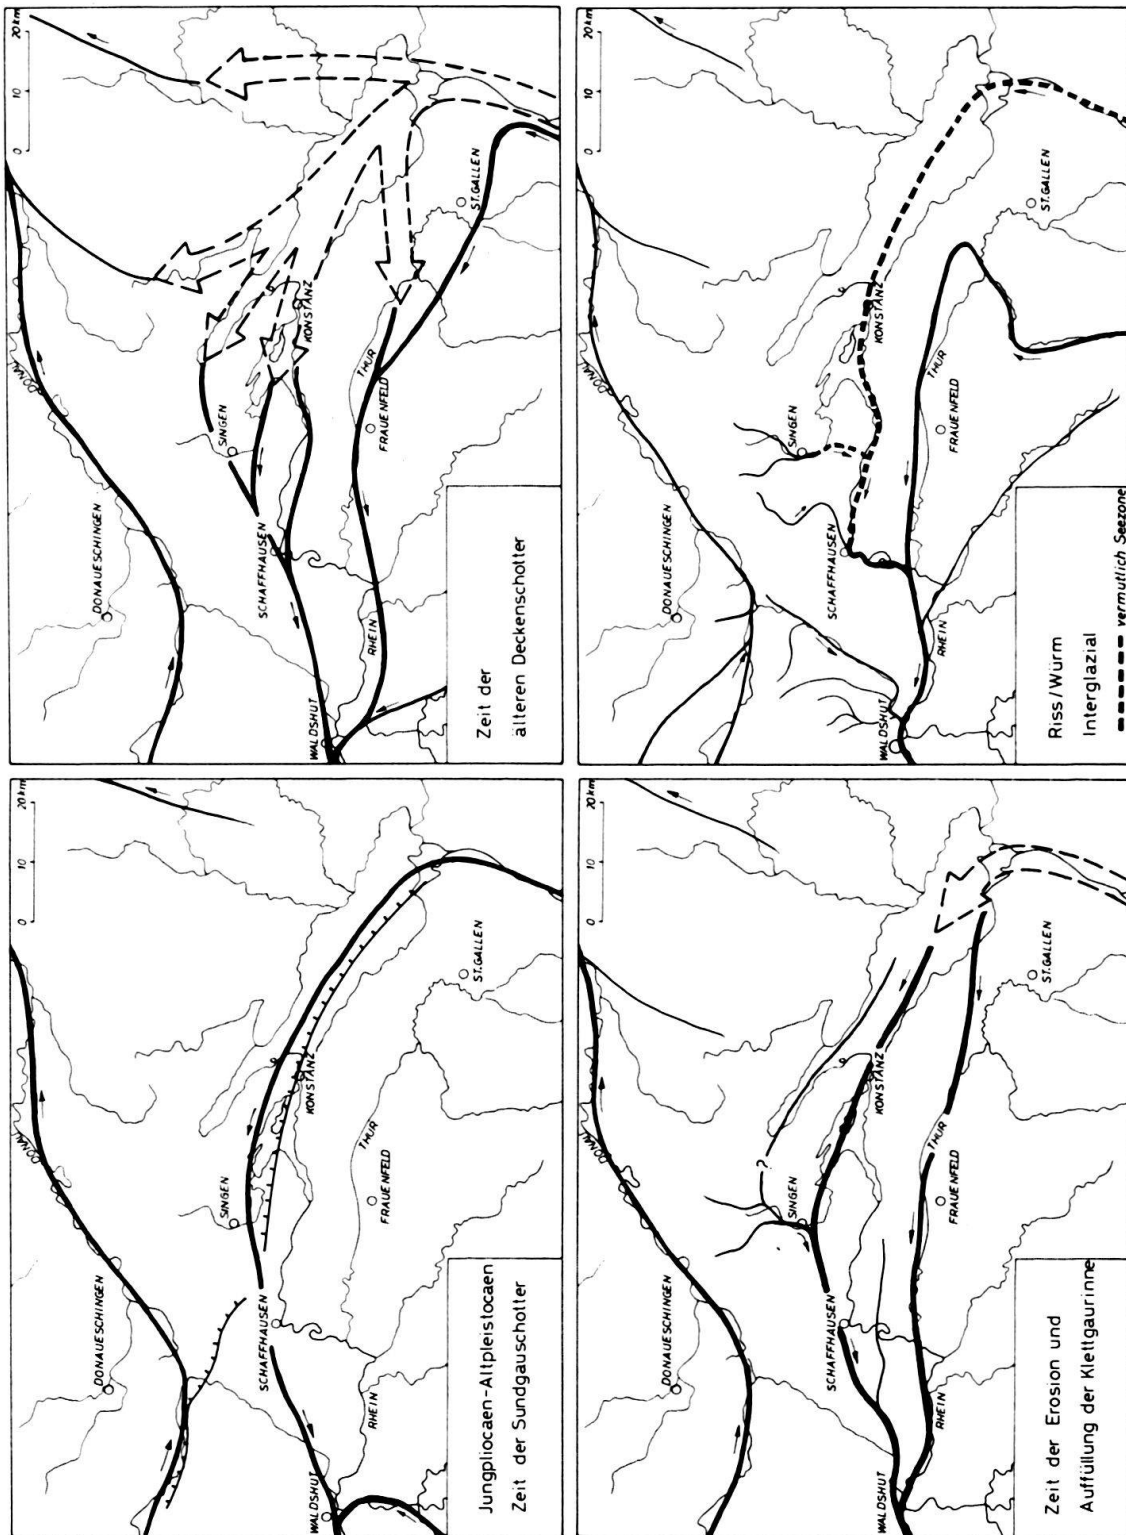 0 10 20 km
DONAU
DONAUESCHINGEN
SINGEN
SCHAFFHAUSEN
KONSTANZ
WALDSHUT
RHEIN
THUR
FRAUENFELD
ST.GALLEN
Jungpliocaen-Altpleistocaen
Zeit der Sundgauschotter
0 10 20 km
DONAU
DONAUESCHINGEN
SINGEN
SCHAFFHAUSEN
KONSTANZ
WALDSHUT
RHEIN
THUR
FRAUENFELD
ST.GALLEN
Zeit der
älteren Deckenschotter
0 10 20 km
DONAU
DONAUESCHINGEN
?
SINGEN
SCHAFFHAUSEN
KONSTANZ
WALDSHUT
RHEIN
THUR
FRAUENFELD
ST.GALLEN
Zeit der Erosion und
Auffüllung der Klettgaurinne
0 10 20 km
DONAU
DONAUESCHINGEN
SINGEN
SCHAFFHAUSEN
KONSTANZ
WALDSHUT
RHEIN
THUR
FRAUENFELD
ST.GALLEN
Riss/Würm
Interglazial
vermutlich Seezone